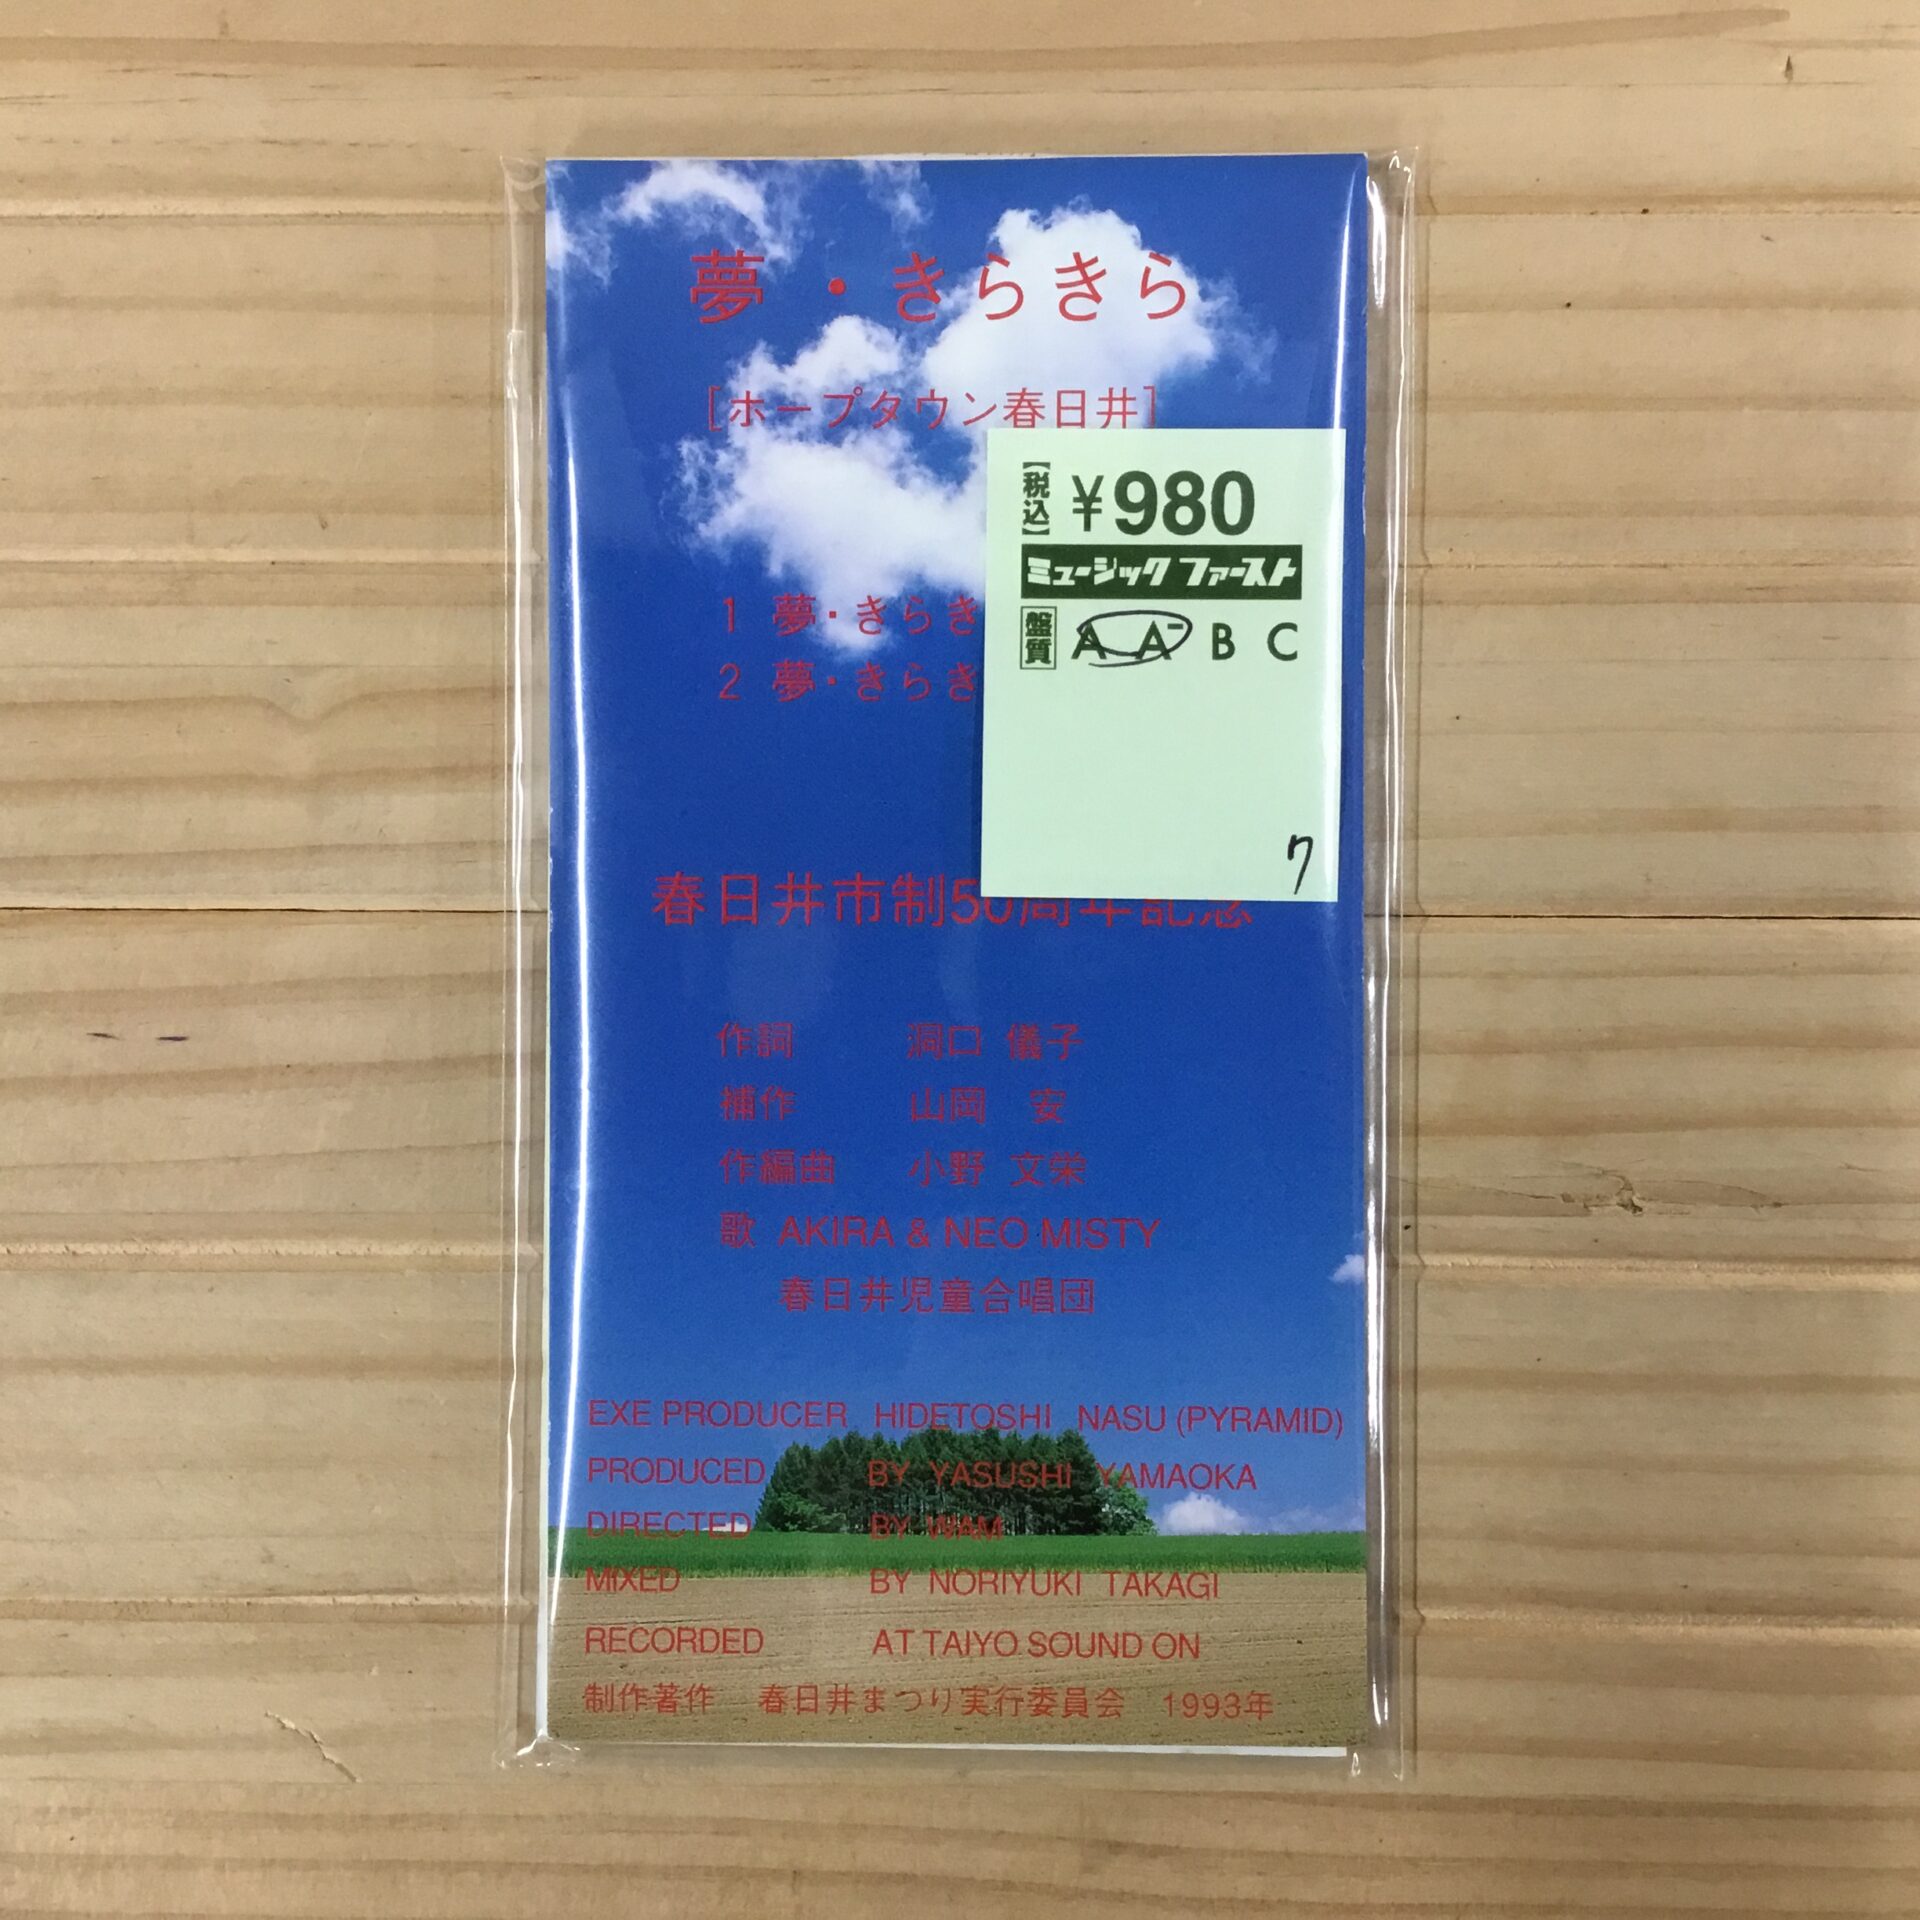 夢・きらきら
[ホープタウン春日井]
【税込】 ¥980
ミュージック ファースト
盤質 A A⁻ B C
ク
1 夢・きらき
2 夢・きらき
春日井市制50周年記念
作詞 洞口 儀子
補作 山岡 安
作編曲 小野 文栄
歌 AKIRA & NEO MISTY
春日井児童合唱団
EXE PRODUCER HIDETOSHI NASU (PYRAMID)
PRODUCED BY YASUSHI YAMAOKA
DIRECTED BY WAM
MIXED BY NORIYUKI TAKAGI
RECORDED AT TAIYO SOUND ON
制作著作 春日井まつり実行委員会 1993年